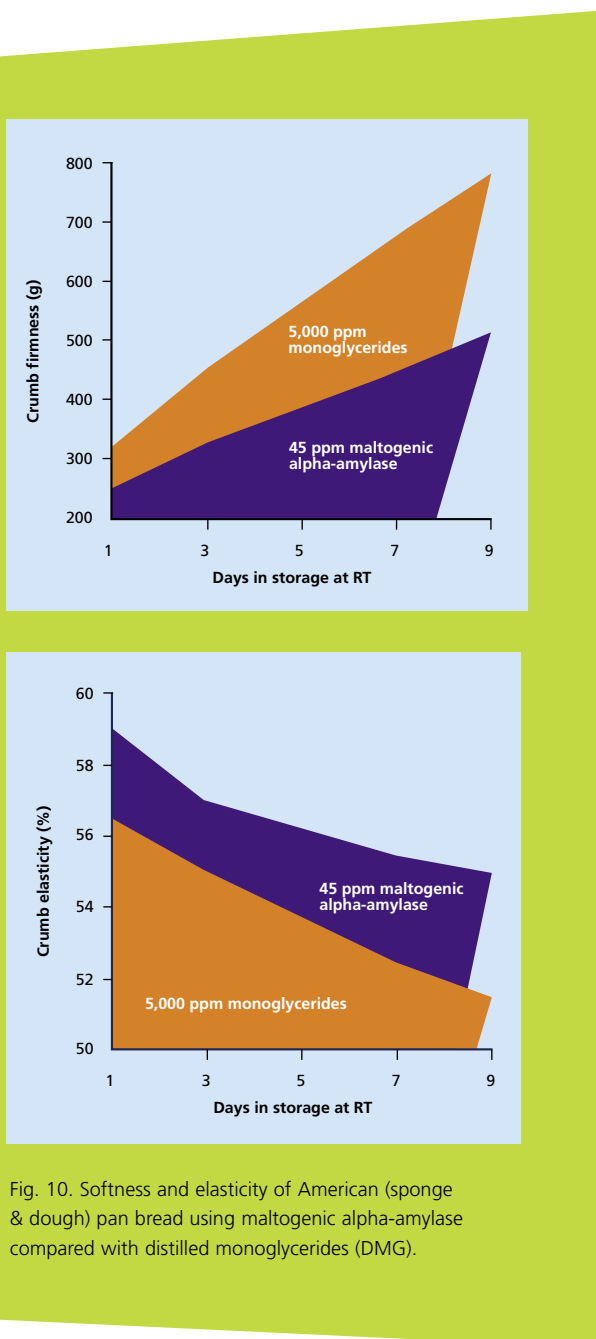 800
700
600
500
400
300
200
Crumb firmness (g)
5,000 ppm
monoglycerides
45 ppm maltogenic
alpha-amylase
1 3 5 7 9
Days in storage at RT
60
58
56
54
52
50
Crumb elasticity (%)
45 ppm maltogenic
alpha-amylase
5,000 ppm monoglycerides
1 3 5 7 9
Days in storage at RT
Fig. 10. Softness and elasticity of American (sponge
& dough) pan bread using maltogenic alpha-amylase
compared with distilled monoglycerides (DMG).